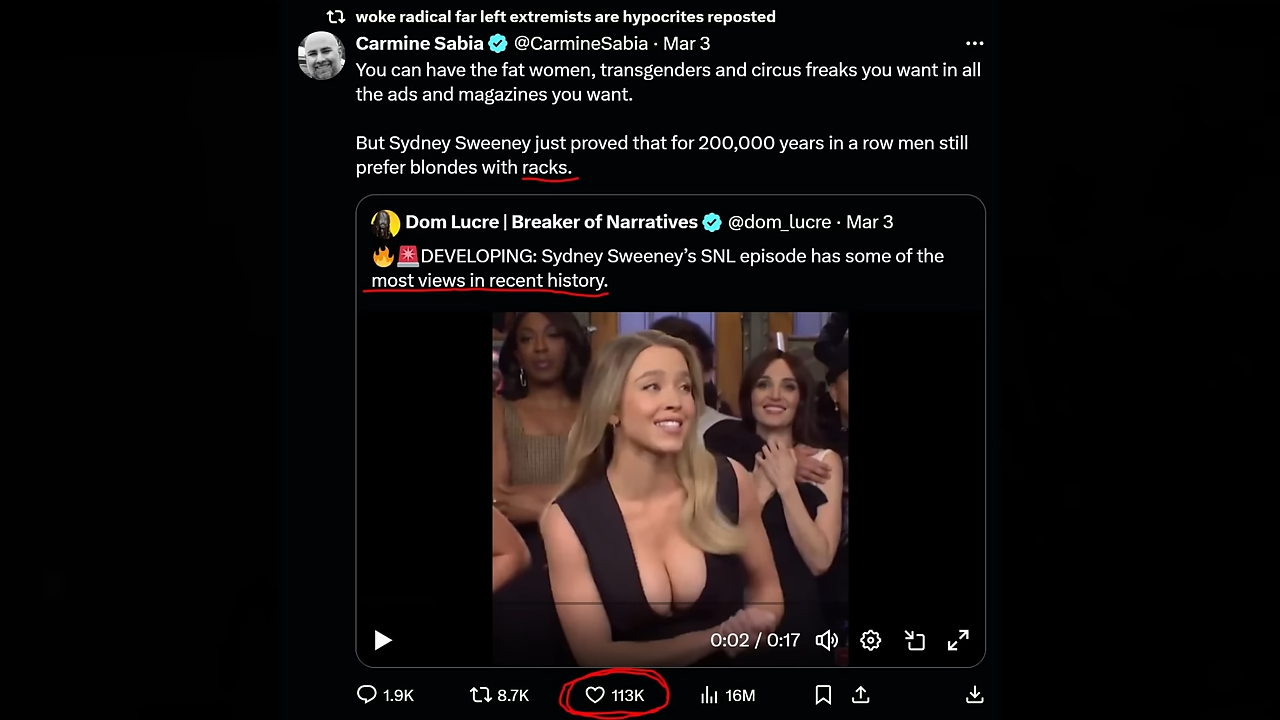 woke radical far left extremists are hypocrites reposted
Carmine Sabia @CarmineSabia · Mar 3
You can have the fat women, transgenders and circus freaks you want in all
the ads and magazines you want.
But Sydney Sweeney just proved that for 200,000 years in a row men still
prefer blondes with racks.
Dom Lucre | Breaker of Narratives @dom_lucre · Mar 3
🔥🚨DEVELOPING: Sydney Sweeney’s SNL episode has some of the
most views in recent history.
0:02 / 0:17
1.9K 8.7K 113K 16M